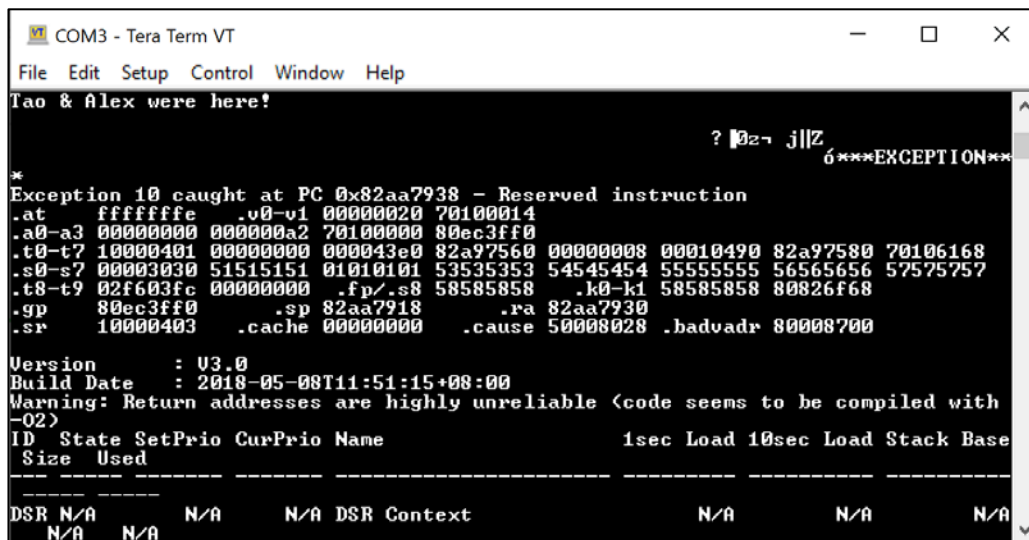 COM3 - Tera Term VT
File Edit Setup Control Window Help
Tao & Alex were here!
? 0z¬ j||Z
ó***EXCEPTION**
*
Exception 10 caught at PC 0x82aa7938 - Reserved instruction
.at fffffffe .v0-v1 00000020 70100014
.a0-a3 00000000 000000a2 70100000 80ec3ff0
.t0-t7 10000401 00000000 000043e0 82a97560 00000008 00010490 82a97580 70106168
.s0-s7 00003030 51515151 01010101 53535353 54545454 55555555 56565656 57575757
.t8-t9 02f603fc 00000000 .fp/.s8 58585858 .k0-k1 58585858 80826f68
.gp 80ec3ff0 .sp 82aa7918 .ra 82aa7930
.sr 10000403 .cache 00000000 .cause 50008028 .badvadr 80008700
Version : V3.0
Build Date : 2018-05-08T11:51:15+08:00
Warning: Return addresses are highly unreliable (code seems to be compiled with
-O2)
ID State SetPrio CurPrio Name 1sec Load 10sec Load Stack Base
Size Used
--- ----- ------- ------- ---------------------- --------- ---------- ----------
----- -----
DSR N/A N/A N/A DSR Context N/A N/A N/A
N/A N/A